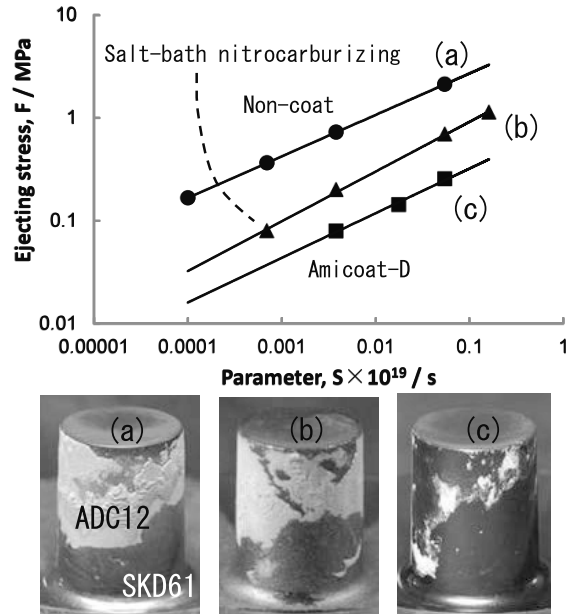 10
Salt-bath nitrocarburizing
(a)
Non-coat
1
(b)
Ejecting stress, F / MPa
0.1
(c)
Amicoat-D
0.01
0.00001 0.0001 0.001 0.01 0.1 1
Parameter, S×10¹⁹ / s
(a) (b) (c)
ADC12
SKD61